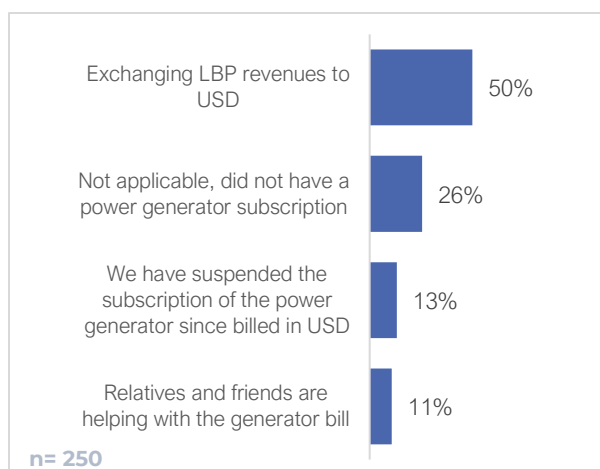 Exchanging LBP revenues to
USD
50%
Not applicable, did not have a
power generator subscription
26%
We have suspended the
subscription of the power
generator since billed in USD
13%
Relatives and friends are
helping with the generator bill
11%
n= 250